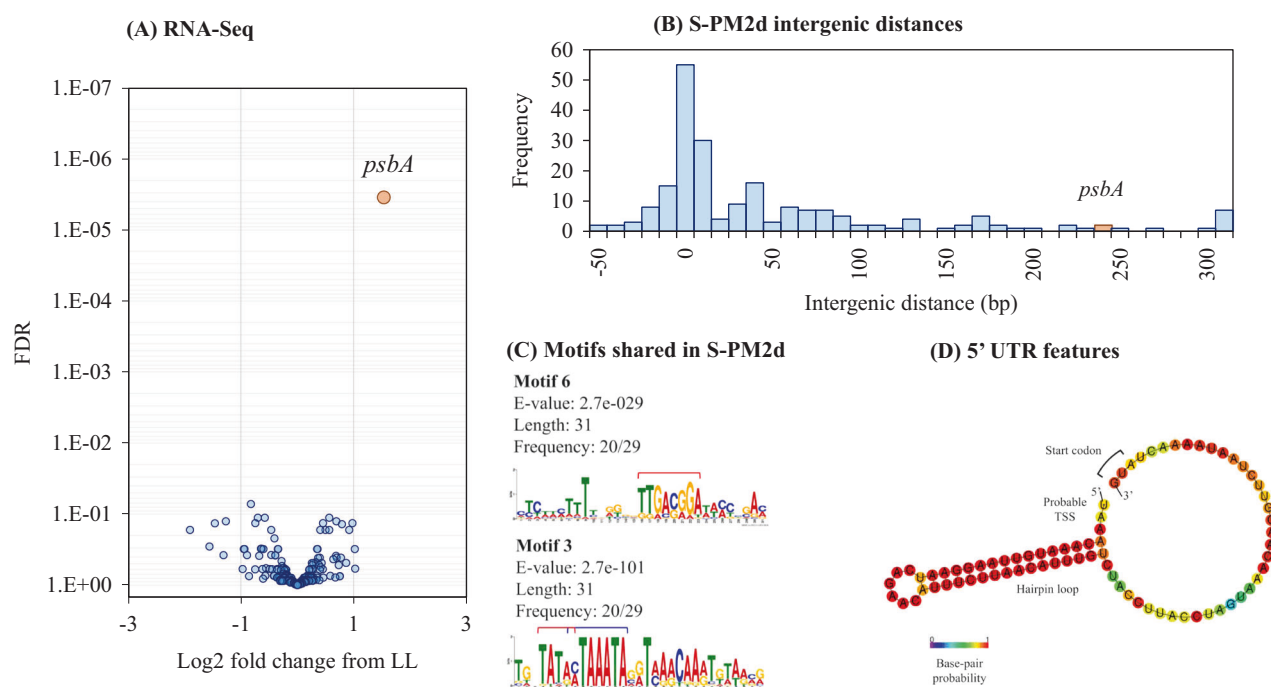 (A) RNA-Seq
1.E-07
1.E-06
1.E-05
1.E-04
1.E-03
1.E-02
1.E-01
1.E+00
FDR
psbA
-3
-1
1
3
Log2 fold change from LL
(B) S-PM2d intergenic distances
60
50
40
30
20
10
0
Frequency
psbA
-50
0
50
100
150
200
250
300
Intergenic distance (bp)
(C) Motifs shared in S-PM2d
Motif 6
E-value: 2.7e-029
Length: 31
Frequency: 20/29
Motif 3
E-value: 2.7e-101
Length: 31
Frequency: 20/29
(D) 5' UTR features
Start codon
5'
3'
Probable
TSS
Hairpin loop
0
1
Base-pair
probability